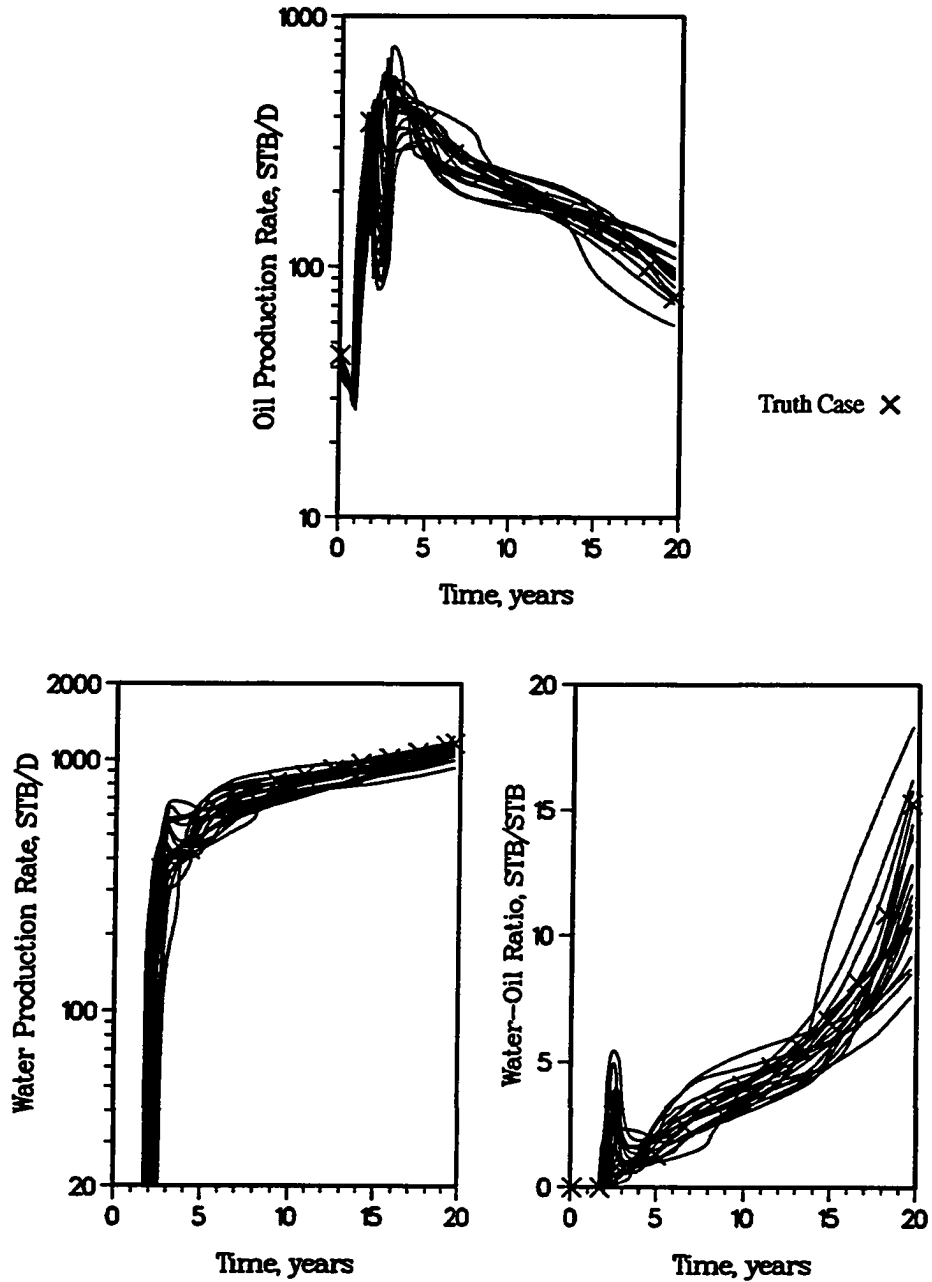 1000
100
10
Oil Production Rate, STB/D
0 5 10 15 20
Time, years
Truth Case ×
2000
1000
100
20
Water Production Rate, STB/D
0 5 10 15 20
Time, years
20
15
10
5
0
Water-Oil Ratio, STB/STB
0 5 10 15 20
Time, years